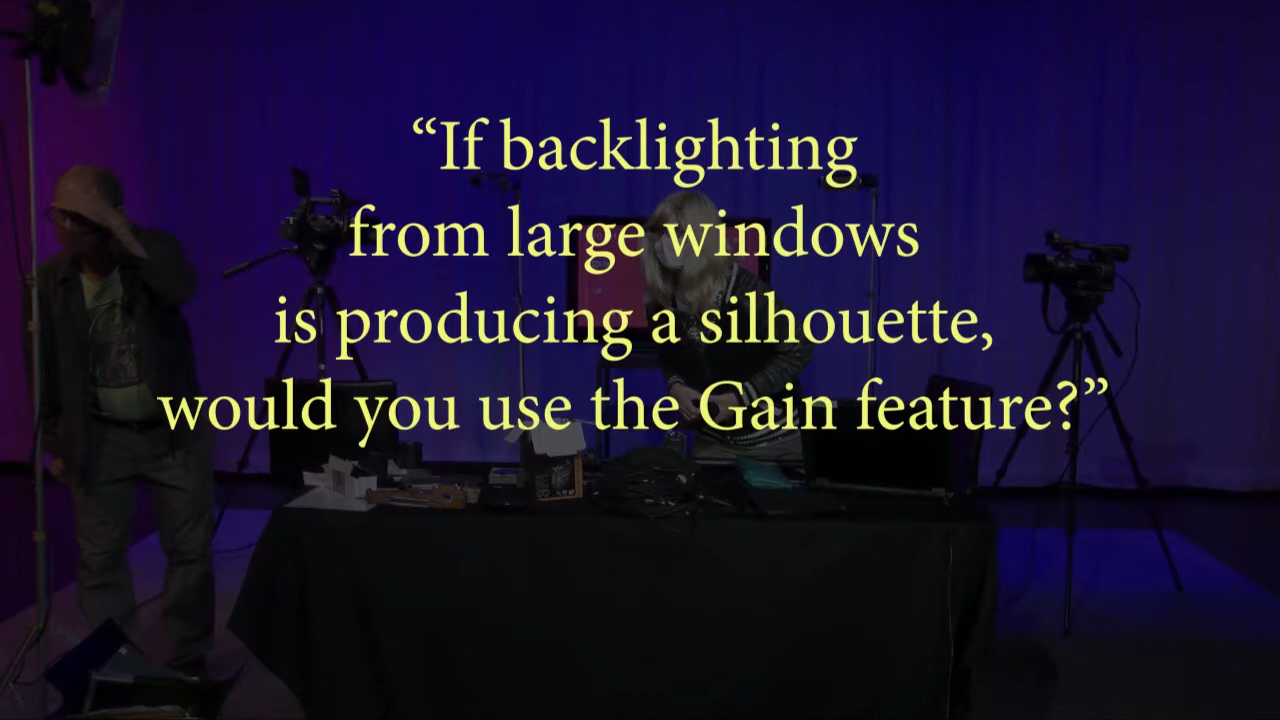 “If backlighting
from large windows
is producing a silhouette,
would you use the Gain feature?”